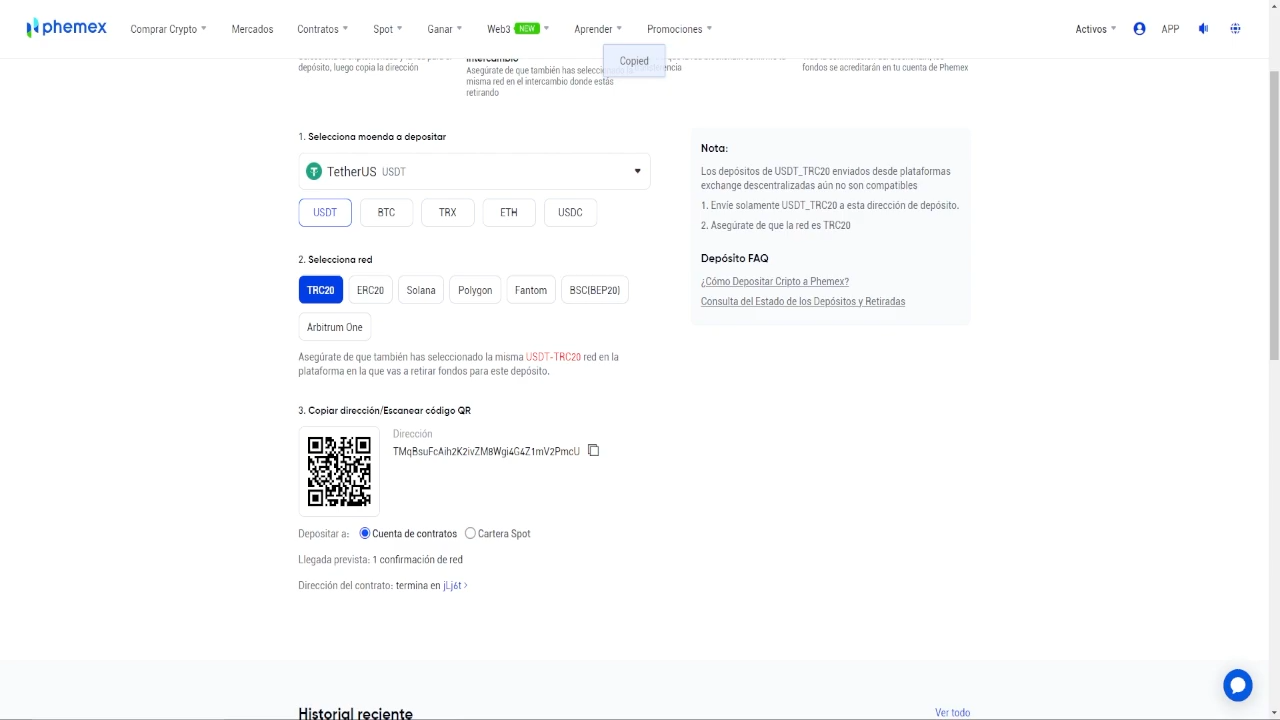 phemex Comprar Crypto Mercados Contratos Spot Ganar Web3 NEW Aprender Promociones Activos APP
Copied
depósito, luego copia la dirección
Asegúrate de que también has seleccionado la
misma red en el intercambio donde estás
retirando
fondos se acreditarán en tu cuenta de Phemex
1. Selecciona moenda a depositar
TetherUS USDT
USDT BTC TRX ETH USDC
2. Selecciona red
TRC20 ERC20 Solana Polygon Fantom BSC(BEP20)
Arbitrum One
Asegúrate de que también has seleccionado la misma USDT-TRC20 red en la
plataforma en la que vas a retirar fondos para este depósito.
3. Copiar dirección/Escanear código QR
Dirección
TMqBsuFcAih2K2ivZM8Wgi4G4Z1mV2PmcU
Depositar a: Cuenta de contratos Cartera Spot
Llegada prevista: 1 confirmación de red
Dirección del contrato: termina en jLj6t >
Nota:
Los depósitos de USDT_TRC20 enviados desde plataformas
exchange descentralizadas aún no son compatibles
1. Envíe solamente USDT_TRC20 a esta dirección de depósito.
2. Asegúrate de que la red es TRC20
Depósito FAQ
¿Cómo Depositar Cripto a Phemex?
Consulta del Estado de los Depósitos y Retiradas
Historial reciente
Ver todo